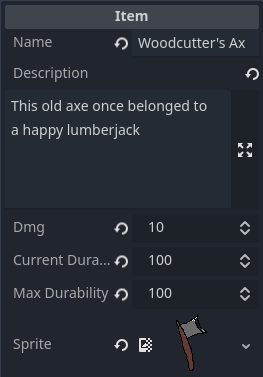 Item
Name
Woodcutter's Ax
Description
This old axe once belonged to
a happy lumberjack
Dmg
10
Current Dura...
100
Max Durability
100
Sprite